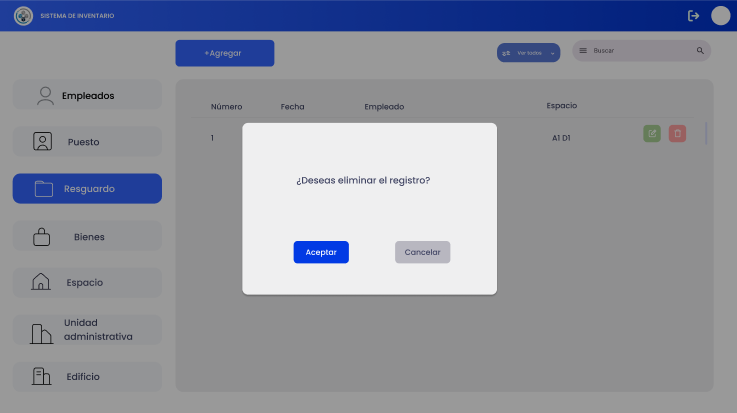 SISTEMA DE INVENTARIO
+Agregar
Ver todos
Buscar
Empleados
Puesto
Resguardo
Bienes
Espacio
Unidad
administrativa
Edificio
Número Fecha Empleado Espacio
1 A1 D1
¿Deseas eliminar el registro?
Aceptar Cancelar